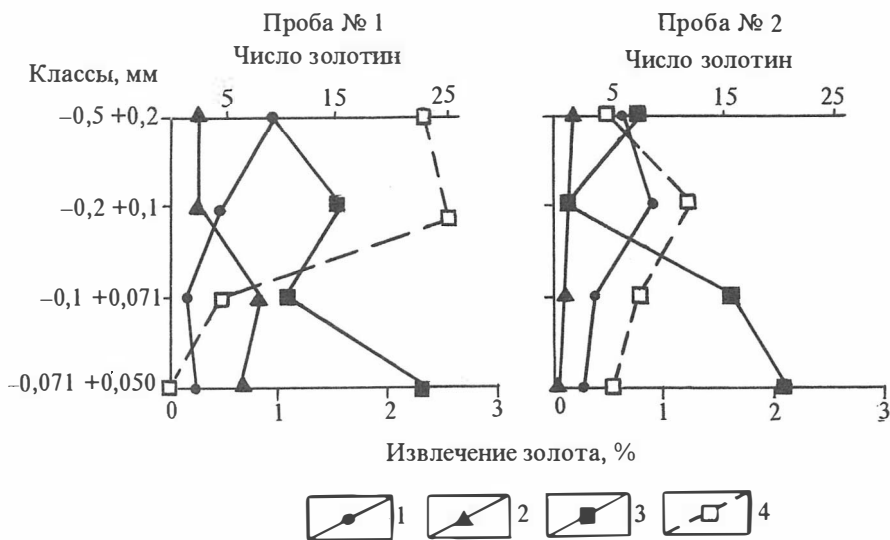 Проба № 1
Проба № 2
Число золотин
Число золотин
Классы, мм
5 15 25
5 15 25
–0,5 +0,2
–0,2 +0,1
–0,1 +0,071
–0,071 +0,050
0 1 2 3
0 1 2 3
Извлечение золота, %
1 2 3 4